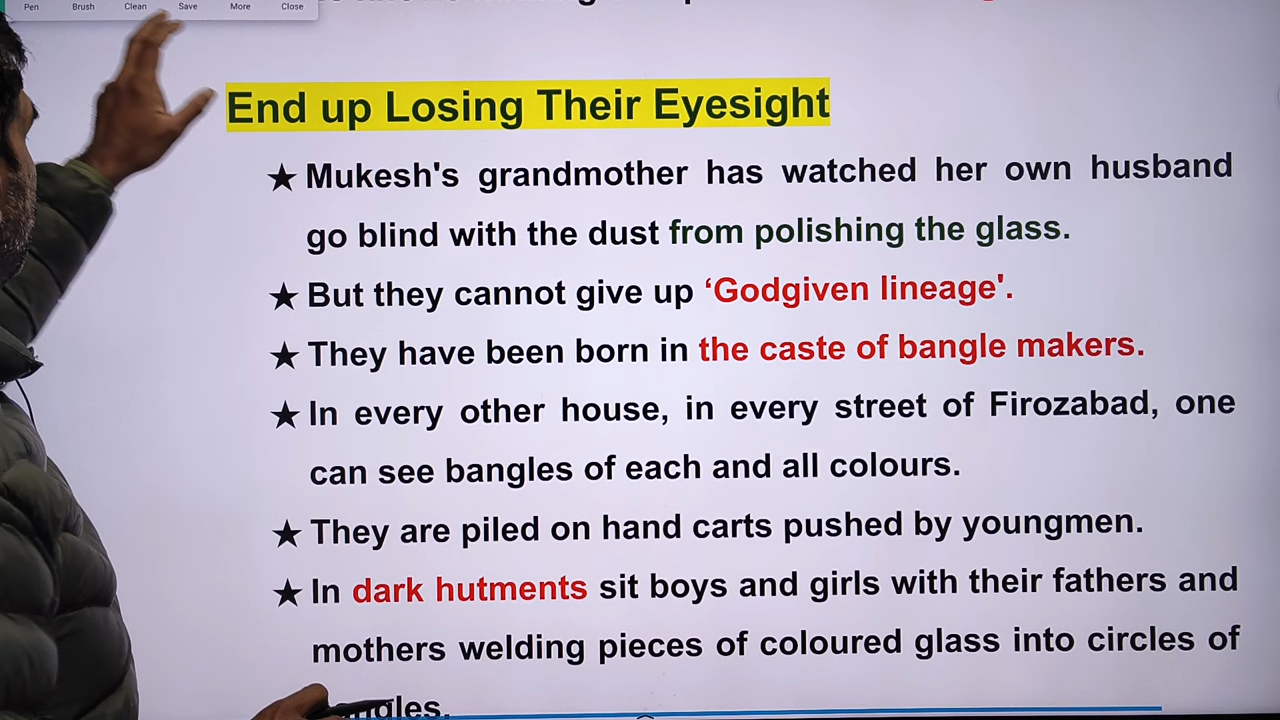 Pen Brush Clean Save More Close
End up Losing Their Eyesight
★ Mukesh's grandmother has watched her own husband
go blind with the dust from polishing the glass.
★ But they cannot give up ‘Godgiven lineage'.
★ They have been born in the caste of bangle makers.
★ In every other house, in every street of Firozabad, one
can see bangles of each and all colours.
★ They are piled on hand carts pushed by youngmen.
★ In dark hutments sit boys and girls with their fathers and
mothers welding pieces of coloured glass into circles of